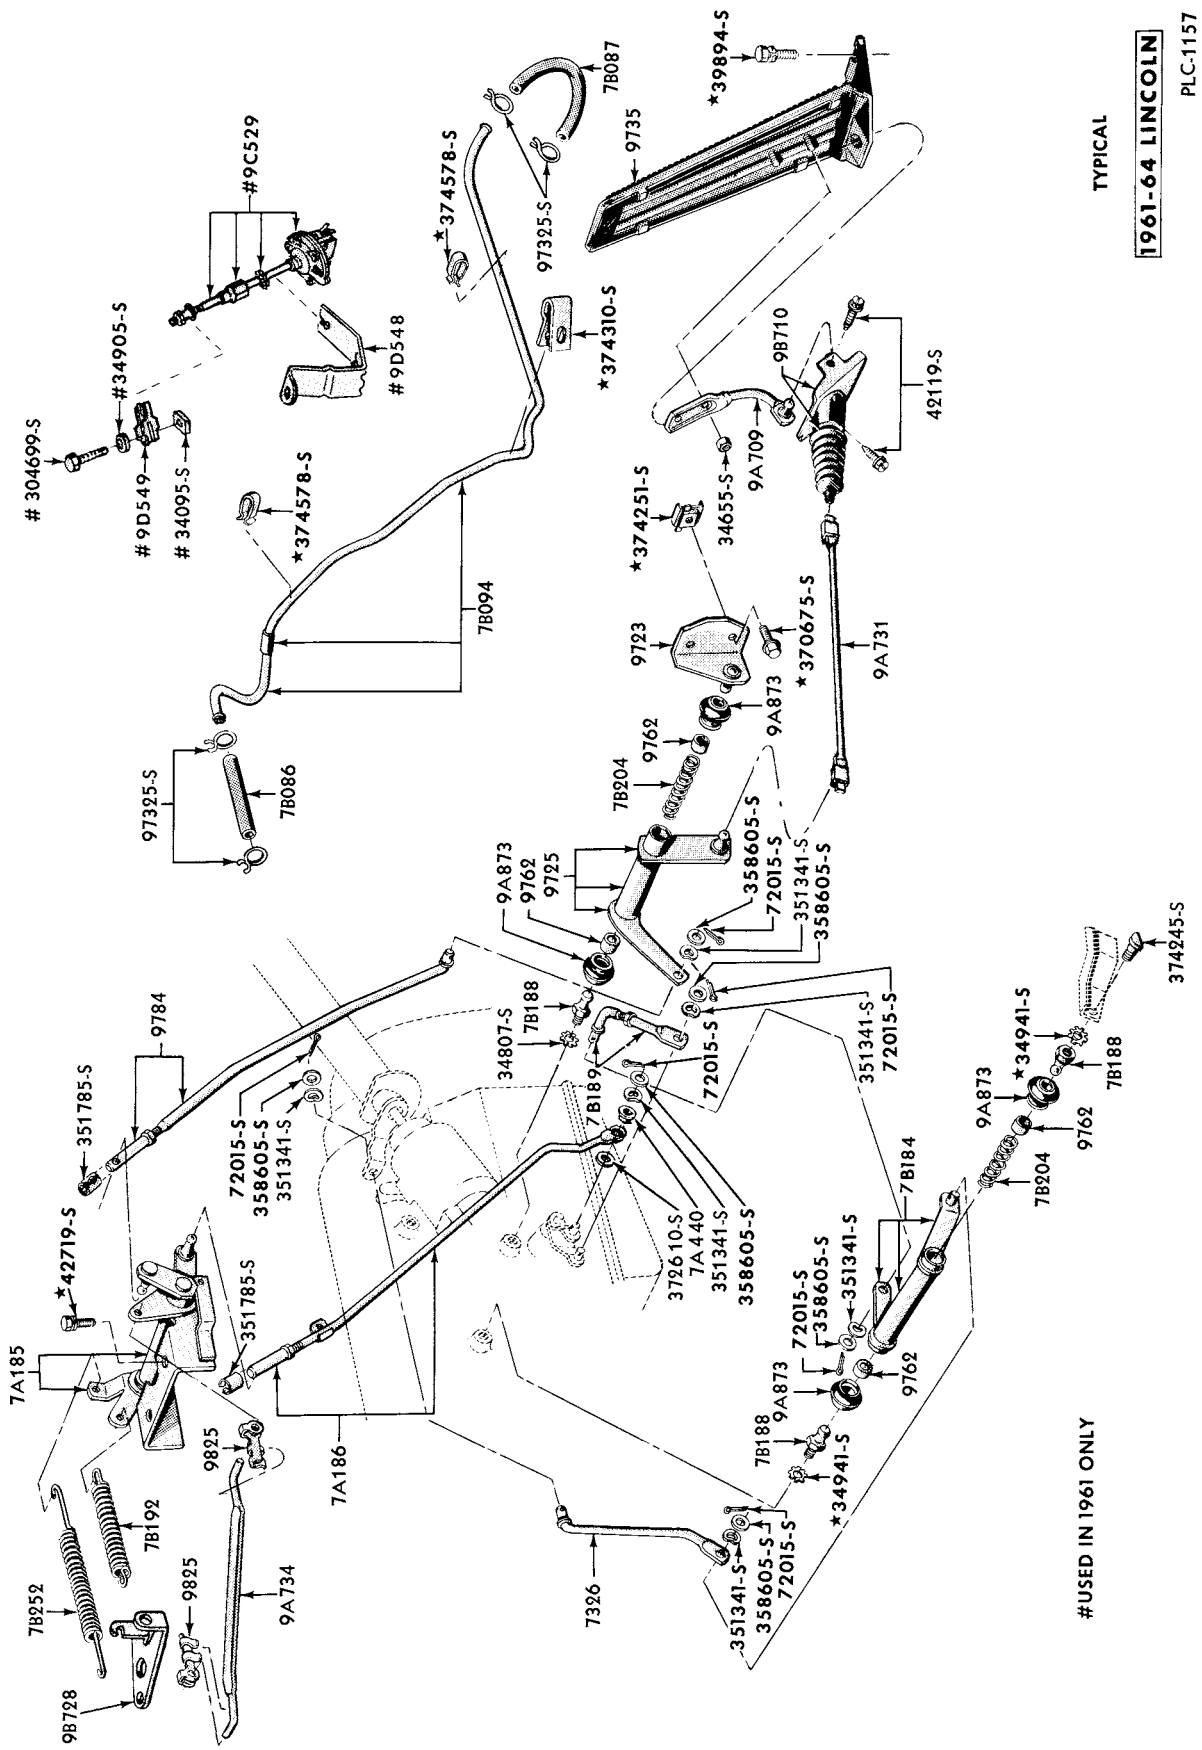 TYPICAL
1961-64 LINCOLN
PLC-1157
#USED IN 1961 ONLY
9B728
7B252
7B192
9825
9A734
9825
7A185
★42719-S
351785-S
9784
351785-S
7A186
72015-S
358605-S
351341-S
97325-S
7B086
7B094
★374578-S
#304699-S
#34905-S
#9D549
#34095-S
#9C529
#9D548
★374578-S
7B087
97325-S
★374310-S
9735
★39894-S
34655-S
9A709
9B710
42119-S
★374251-S
9723
★370675-S
9A731
9A873
9762
7B204
9A873
9762
9725
358605-S
72015-S
351341-S
358605-S
34807-S
7B188
7B189
72015-S
351341-S
72015-S
372610-S
7A440
351341-S
358605-S
7326
351341-S
358605-S
72015-S
★34941-S
7B188
9A873
72015-S
358605-S
351341-S
9762
7B184
7B204
9762
9A873
★34941-S
7B188
374245-S